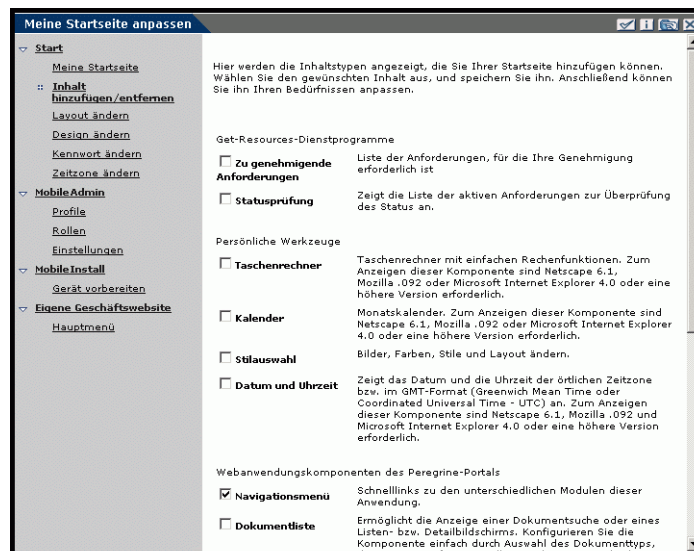 Meine Startseite anpassen
Start
Meine Startseite
Inhalt
hinzufügen/entfernen
Layout ändern
Design ändern
Kennwort ändern
Zeitzone ändern
MobileAdmin
Profile
Rollen
Einstellungen
MobileInstall
Gerät vorbereiten
Eigene Geschäftswebsite
Hauptmenü
Hier werden die Inhaltstypen angezeigt, die Sie Ihrer Startseite hinzufügen können.
Wählen Sie den gewünschten Inhalt aus, und speichern Sie ihn. Anschließend können
Sie ihn Ihren Bedürfnissen anpassen.
Get-Resources-Dienstprogramme
Zu genehmigende
Anforderungen
Liste der Anforderungen, für die Ihre Genehmigung
erforderlich ist
Statusprüfung
Zeigt die Liste der aktiven Anforderungen zur Überprüfung
des Status an.
Persönliche Werkzeuge
Taschenrechner
Taschenrechner mit einfachen Rechenfunktionen. Zum
Anzeigen dieser Komponente sind Netscape 6.1,
Mozilla .092 oder Microsoft Internet Explorer 4.0 oder eine
höhere Version erforderlich.
Kalender
Monatskalender. Zum Anzeigen dieser Komponente sind
Netscape 6.1, Mozilla .092 oder Microsoft Internet Explorer
4.0 oder eine höhere Version erforderlich.
Stilauswahl
Bilder, Farben, Stile und Layout ändern.
Datum und Uhrzeit
Zeigt das Datum und die Uhrzeit der örtlichen Zeitzone
bzw. im GMT-Format (Greenwich Mean Time oder
Coordinated Universal Time - UTC) an. Zum Anzeigen
dieser Komponente sind Netscape 6.1, Mozilla .092 und
Microsoft Internet Explorer 4.0 oder eine höhere Version
erforderlich.
Webanwendungskomponenten des Peregrine-Portals
Navigationsmenü
Schnelllinks zu den unterschiedlichen Modulen dieser
Anwendung.
Dokumentliste
Ermöglicht die Anzeige einer Dokumentsuche oder eines
Listen- bzw. Detailbildschirms. Konfigurieren Sie die
Komponente einfach durch Auswahl des Dokumenttyps,